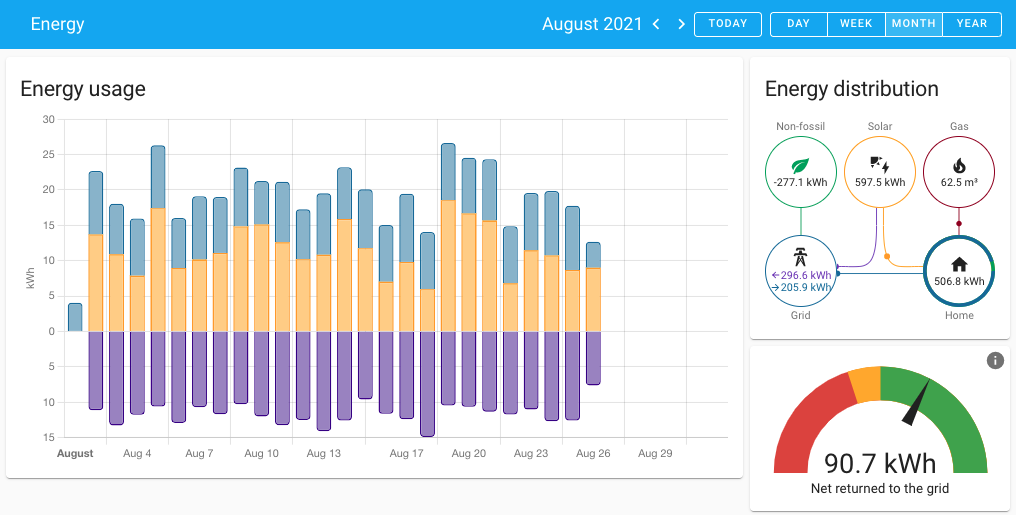 Energy
August 2021
TODAY
DAY WEEK MONTH YEAR
Energy usage
30
25
20
15
10
5
0
5
10
15
kWh
August Aug 4 Aug 7 Aug 10 Aug 13 Aug 17 Aug 20 Aug 23 Aug 26 Aug 29
Energy distribution
Non-fossil Solar Gas
-277.1 kWh 597.5 kWh 62.5 m³
←296.6 kWh
→205.9 kWh
506.8 kWh
Grid Home
90.7 kWh
Net returned to the grid